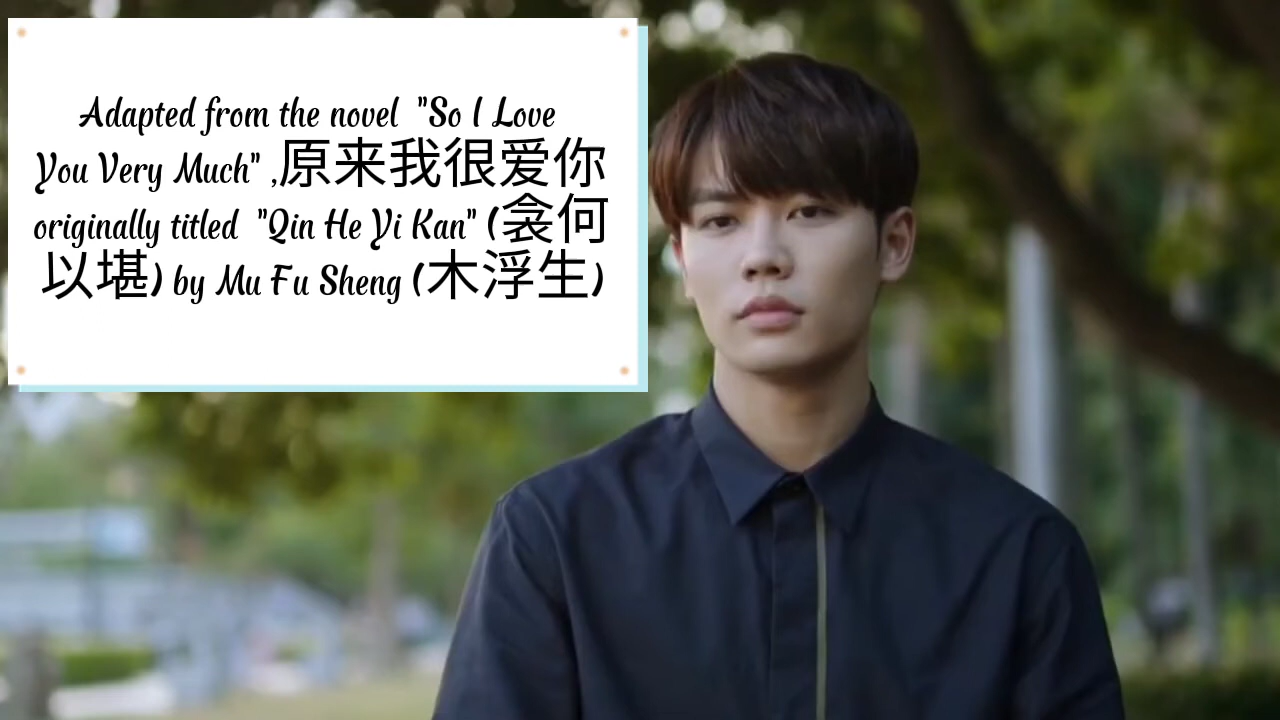 Adapted from the novel "So I Love
You Very Much" ,原来我很爱你
originally titled "Qin He Yi Kan" (衾何
以堪) by Mu Fu Sheng (木浮生)